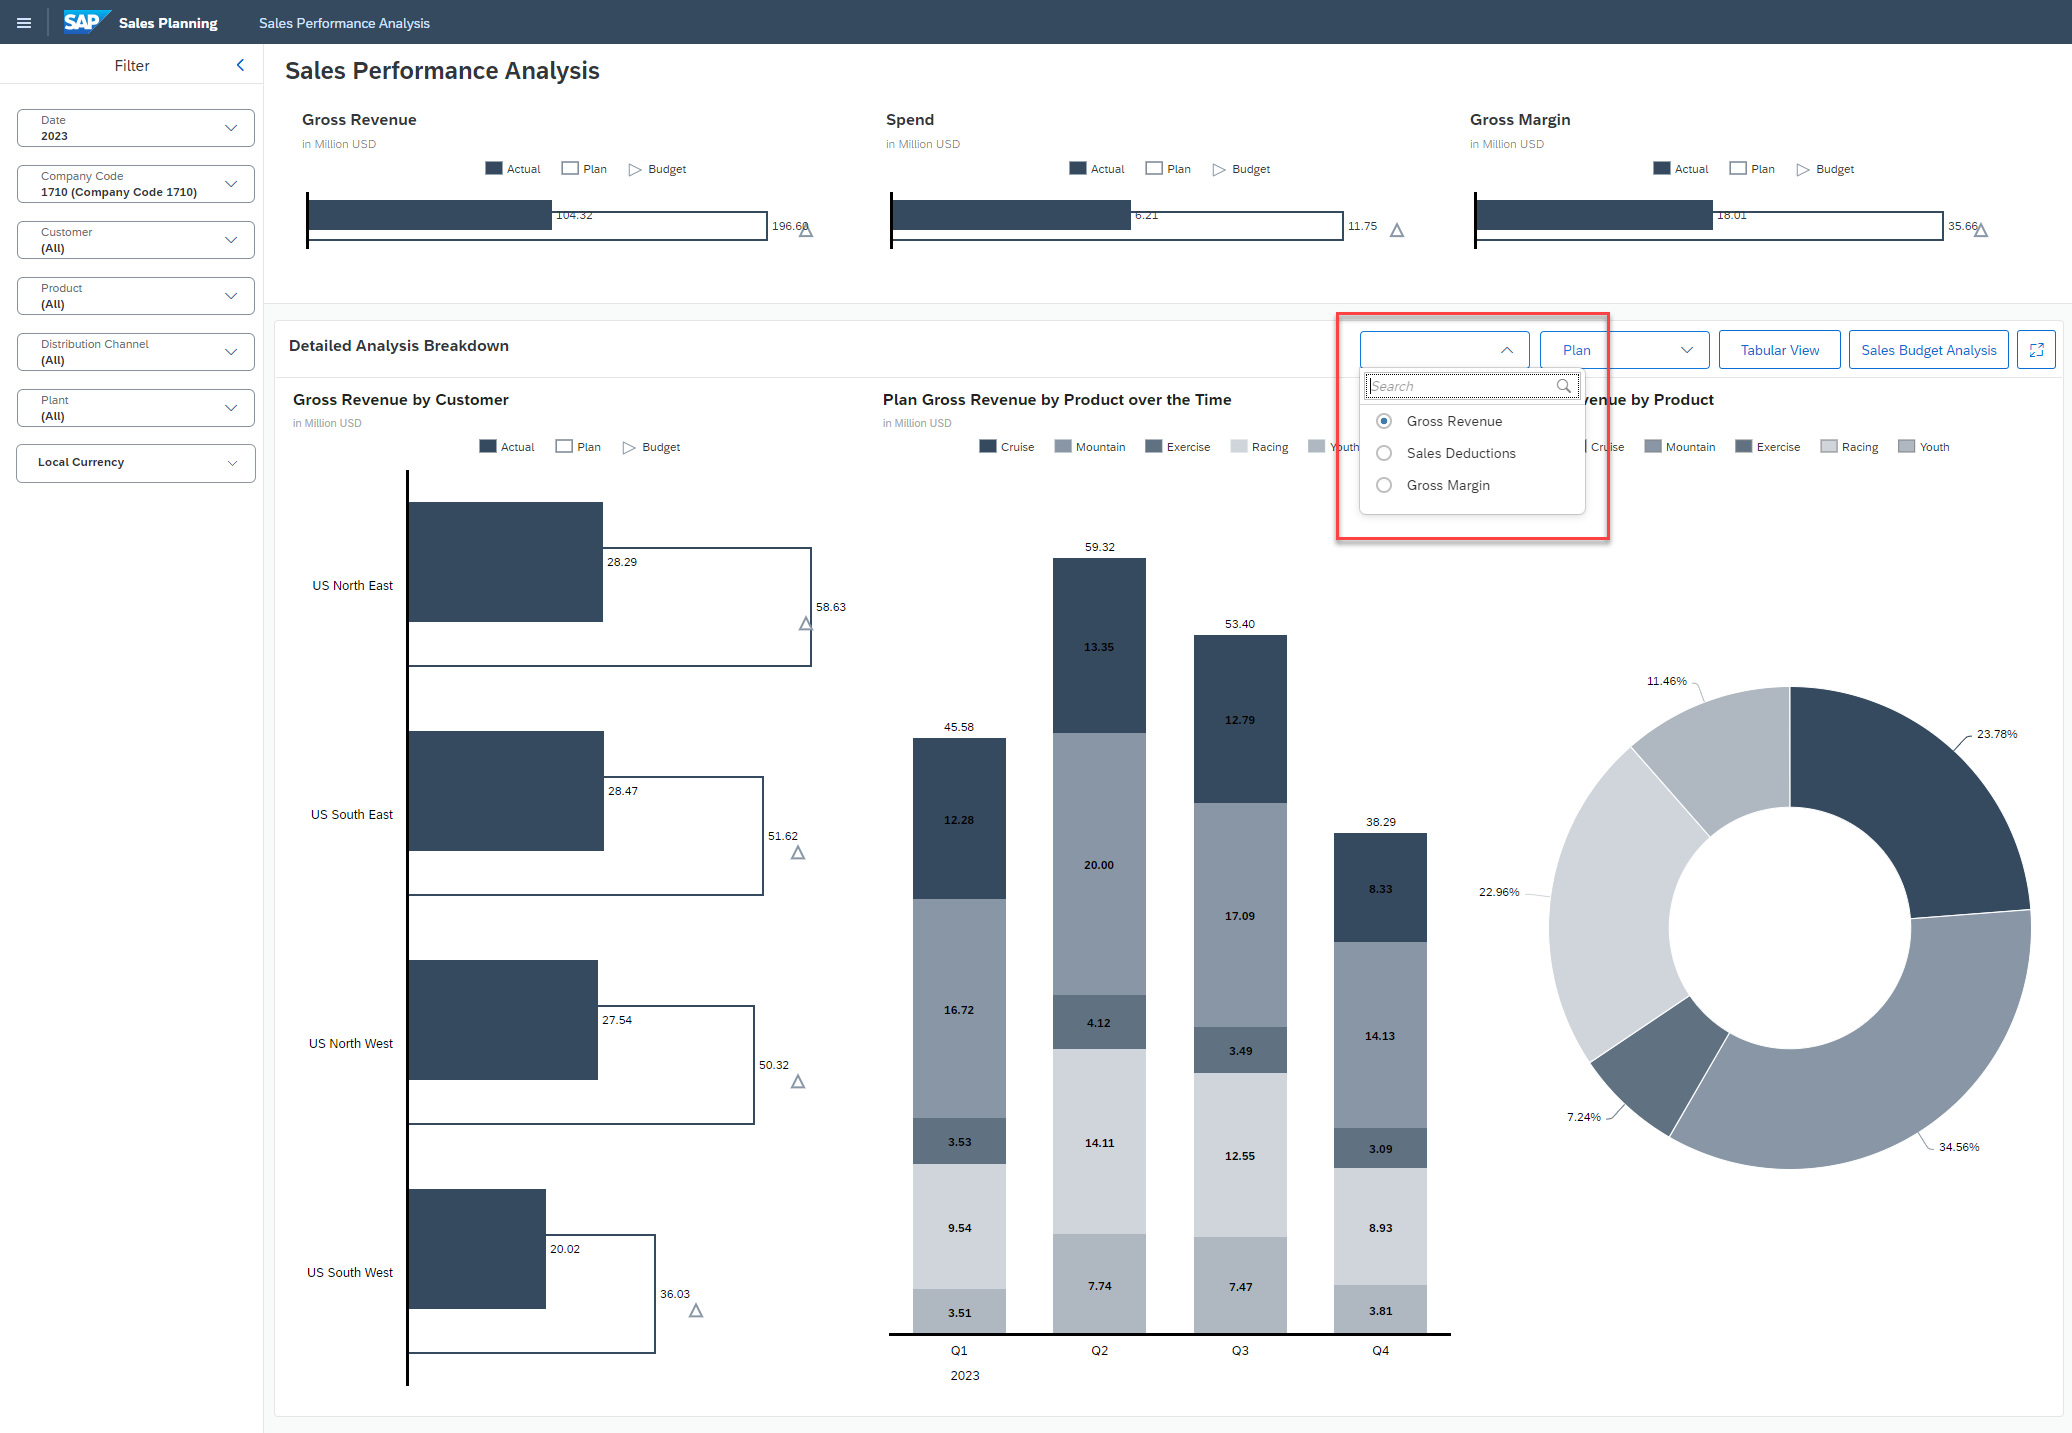 SAP Sales Planning Sales Performance Analysis
Filter
Date
2023
Company Code
1710 (Company Code 1710)
Customer
(All)
Product
(All)
Distribution Channel
(All)
Plant
(All)
Local Currency
Sales Performance Analysis
Gross Revenue
in Million USD
Actual Plan Budget
104.32
196.60
Spend
in Million USD
Actual Plan Budget
6.21
11.75
Gross Margin
in Million USD
Actual Plan Budget
18.01
35.66
Detailed Analysis Breakdown
Plan
Tabular View
Sales Budget Analysis
Search
Gross Revenue
Sales Deductions
Gross Margin
Gross Revenue by Customer
in Million USD
Actual Plan Budget
US North East
28.29
58.63
US South East
28.47
51.62
US North West
27.54
50.32
US South West
20.02
36.03
Plan Gross Revenue by Product over the Time
in Million USD
Cruise Mountain Exercise Racing Youth
45.58
12.28
16.72
3.53
9.54
3.51
59.32
13.35
20.00
4.12
14.11
7.74
53.40
12.79
17.09
3.49
12.55
7.47
38.29
8.33
14.13
3.09
8.93
3.81
Q1 Q2 Q3 Q4
2023
venue by Product
Cruise Mountain Exercise Racing Youth
11.46%
23.78%
22.96%
7.24%
34.56%